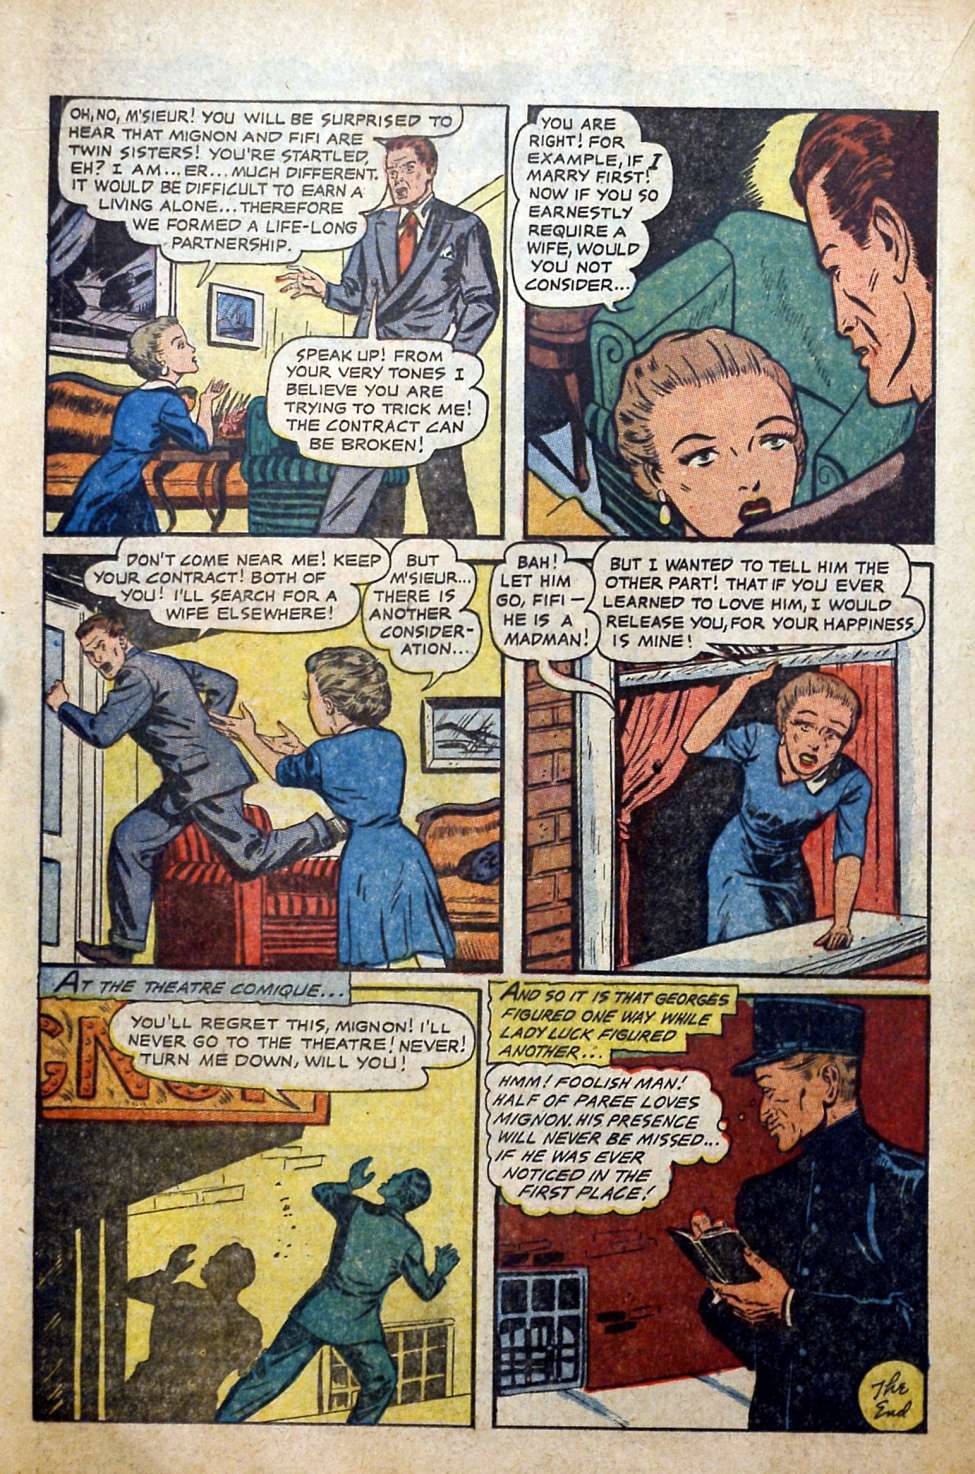 OH, NO, M'SIEUR! YOU WILL BE SURPRISED TO
HEAR THAT MIGNON AND FIFI ARE
TWIN SISTERS! YOU'RE STARTLED,
EH? I AM...ER...MUCH DIFFERENT.
IT WOULD BE DIFFICULT TO EARN A
LIVING ALONE...THEREFORE
WE FORMED A LIFE-LONG
PARTNERSHIP.
SPEAK UP! FROM
YOUR VERY TONES I
BELIEVE YOU ARE
TRYING TO TRICK ME!
THE CONTRACT CAN
BE BROKEN!
YOU ARE
RIGHT! FOR
EXAMPLE, IF I
MARRY FIRST!
NOW IF YOU SO
EARNESTLY
REQUIRE A
WIFE, WOULD
YOU NOT
CONSIDER...
DON'T COME NEAR ME! KEEP
YOUR CONTRACT! BOTH OF
YOU! I'LL SEARCH FOR A
WIFE ELSEWHERE!
BUT
M'SIEUR...
THERE IS
ANOTHER
CONSIDER-
ATION...
BAH!
LET HIM
GO, FIFI—
HE IS A
MADMAN!
BUT I WANTED TO TELL HIM THE
OTHER PART! THAT IF YOU EVER
LEARNED TO LOVE HIM, I WOULD
RELEASE YOU, FOR YOUR HAPPINESS
IS MINE!
AT THE THEATRE COMIQUE...
YOU'LL REGRET THIS, MIGNON! I'LL
NEVER GO TO THE THEATRE! NEVER!
TURN ME DOWN, WILL YOU!
IGNON
AND SO IT IS THAT GEORGES
FIGURED ONE WAY WHILE
LADY LUCK FIGURED
ANOTHER...
HMM! FOOLISH MAN!
HALF OF PAREE LOVES
MIGNON. HIS PRESENCE
WILL NEVER BE MISSED...
IF HE WAS EVER
NOTICED IN THE
FIRST PLACE!
The
End